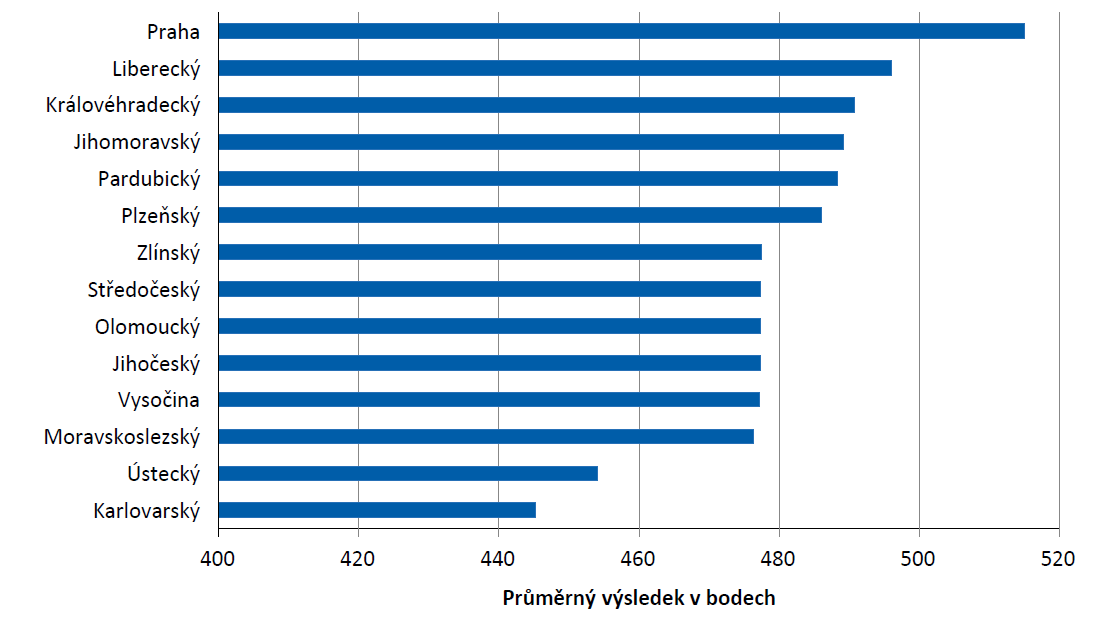 Praha
Liberecký
Královéhradecký
Jihomoravský
Pardubický
Plzeňský
Zlínský
Středočeský
Olomoucký
Jihočeský
Vysočina
Moravskoslezský
Ústecký
Karlovarský
400 420 440 460 480 500 520
Průměrný výsledek v bodech